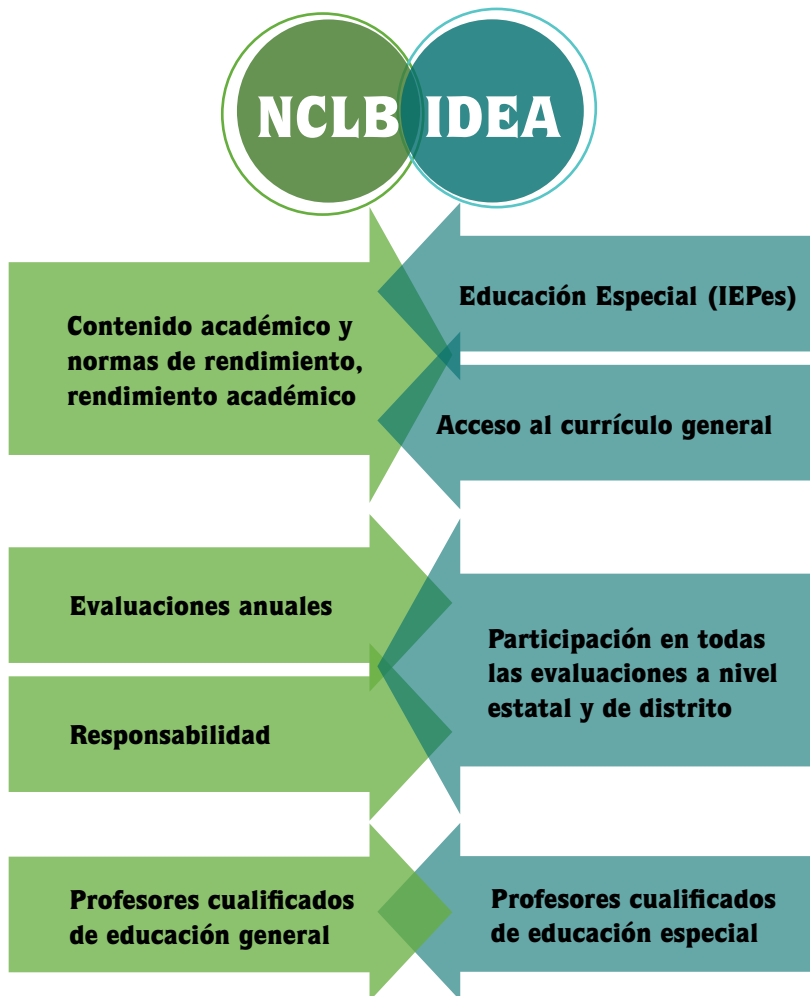 NCLB IDEA
Contenido académico y
normas de rendimiento,
rendimiento académico
Educación Especial (IEPes)
Acceso al currículo general
Evaluaciones anuales
Responsabilidad
Participación en todas
las evaluaciones a nivel
estatal y de distrito
Profesores cualificados
de educación general
Profesores cualificados
de educación especial